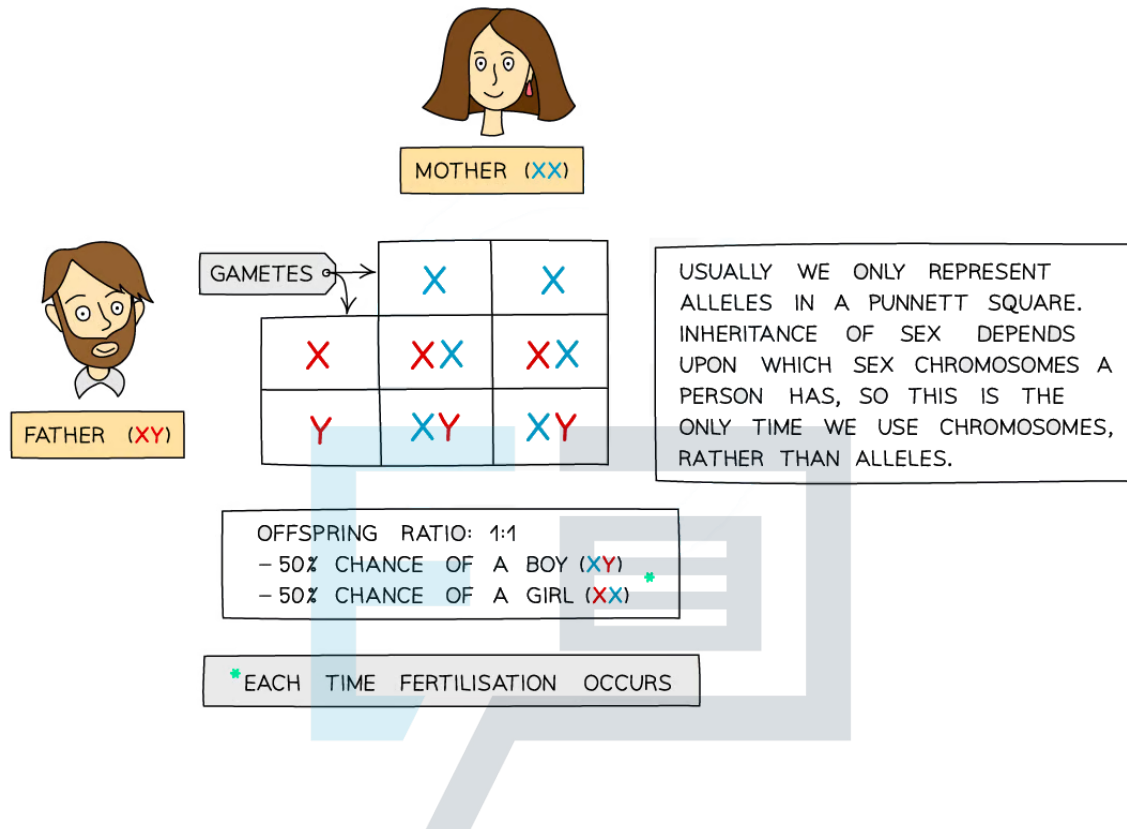 MOTHER (XX)
GAMETES
X X
X XX XX
Y XY XY
FATHER (XY)
USUALLY WE ONLY REPRESENT
ALLELES IN A PUNNETT SQUARE.
INHERITANCE OF SEX DEPENDS
UPON WHICH SEX CHROMOSOMES A
PERSON HAS, SO THIS IS THE
ONLY TIME WE USE CHROMOSOMES,
RATHER THAN ALLELES.
OFFSPRING RATIO: 1:1
– 50% CHANCE OF A BOY (XY)
– 50% CHANCE OF A GIRL (XX) *
*EACH TIME FERTILISATION OCCURS